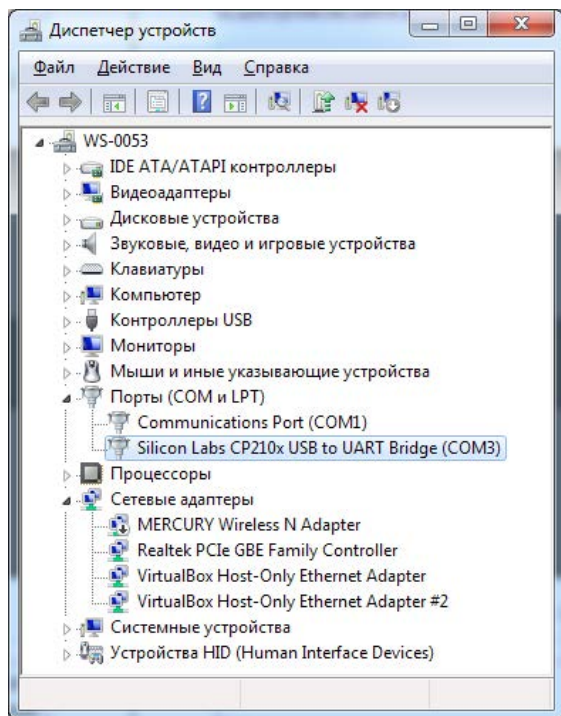 Диспетчер устройств
Файл Действие Вид Справка
WS-0053
IDE ATA/ATAPI контроллеры
Видеоадаптеры
Дисковые устройства
Звуковые, видео и игровые устройства
Клавиатуры
Компьютер
Контроллеры USB
Мониторы
Мыши и иные указывающие устройства
Порты (COM и LPT)
Communications Port (COM1)
Silicon Labs CP210x USB to UART Bridge (COM3)
Процессоры
Сетевые адаптеры
MERCURY Wireless N Adapter
Realtek PCIe GBE Family Controller
VirtualBox Host-Only Ethernet Adapter
VirtualBox Host-Only Ethernet Adapter #2
Системные устройства
Устройства HID (Human Interface Devices)